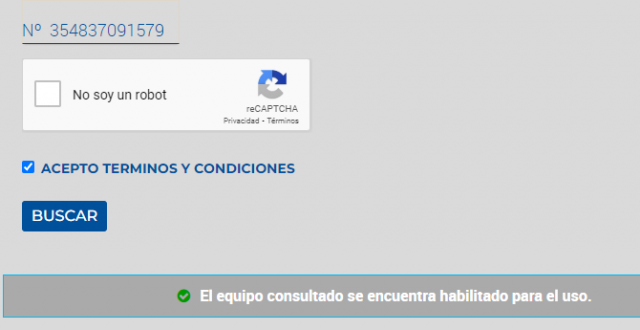 Nº 354837091579
No soy un robot
reCAPTCHA
Privacidad - Términos
ACEPTO TERMINOS Y CONDICIONES
BUSCAR
El equipo consultado se encuentra habilitado para el uso.